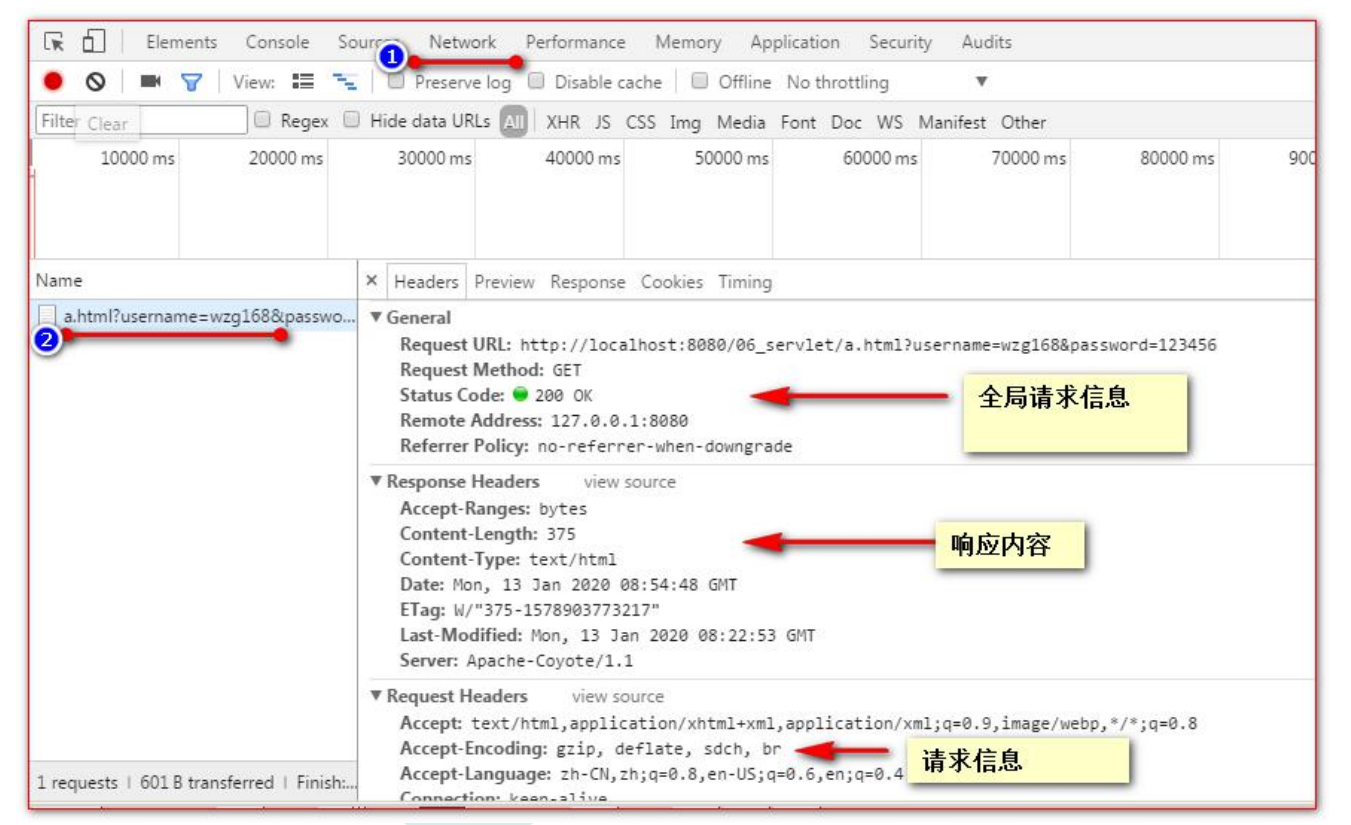 Elements Console Sources Network Performance Memory Application Security Audits
1
View: Preserve log Disable cache Offline No throttling
Filter Clear Regex Hide data URLs All XHR JS CSS Img Media Font Doc WS Manifest Other
10000 ms 20000 ms 30000 ms 40000 ms 50000 ms 60000 ms 70000 ms 80000 ms 900
Name
× Headers Preview Response Cookies Timing
a.html?username=wzg168&passwo...
2
General
Request URL: http://localhost:8080/06_servlet/a.html?username=wzg168&password=123456
Request Method: GET
Status Code: 200 OK
全局请求信息
Remote Address: 127.0.0.1:8080
Referrer Policy: no-referrer-when-downgrade
Response Headers view source
Accept-Ranges: bytes
Content-Length: 375
响应内容
Content-Type: text/html
Date: Mon, 13 Jan 2020 08:54:48 GMT
ETag: W/"375-1578903773217"
Last-Modified: Mon, 13 Jan 2020 08:22:53 GMT
Server: Apache-Coyote/1.1
Request Headers view source
Accept: text/html,application/xhtml+xml,application/xml;q=0.9,image/webp,*/*;q=0.8
Accept-Encoding: gzip, deflate, sdch, br
请求信息
Accept-Language: zh-CN,zh;q=0.8,en-US;q=0.6,en;q=0.4
Connection: keep-alive
1 requests | 601 B transferred | Finish:...